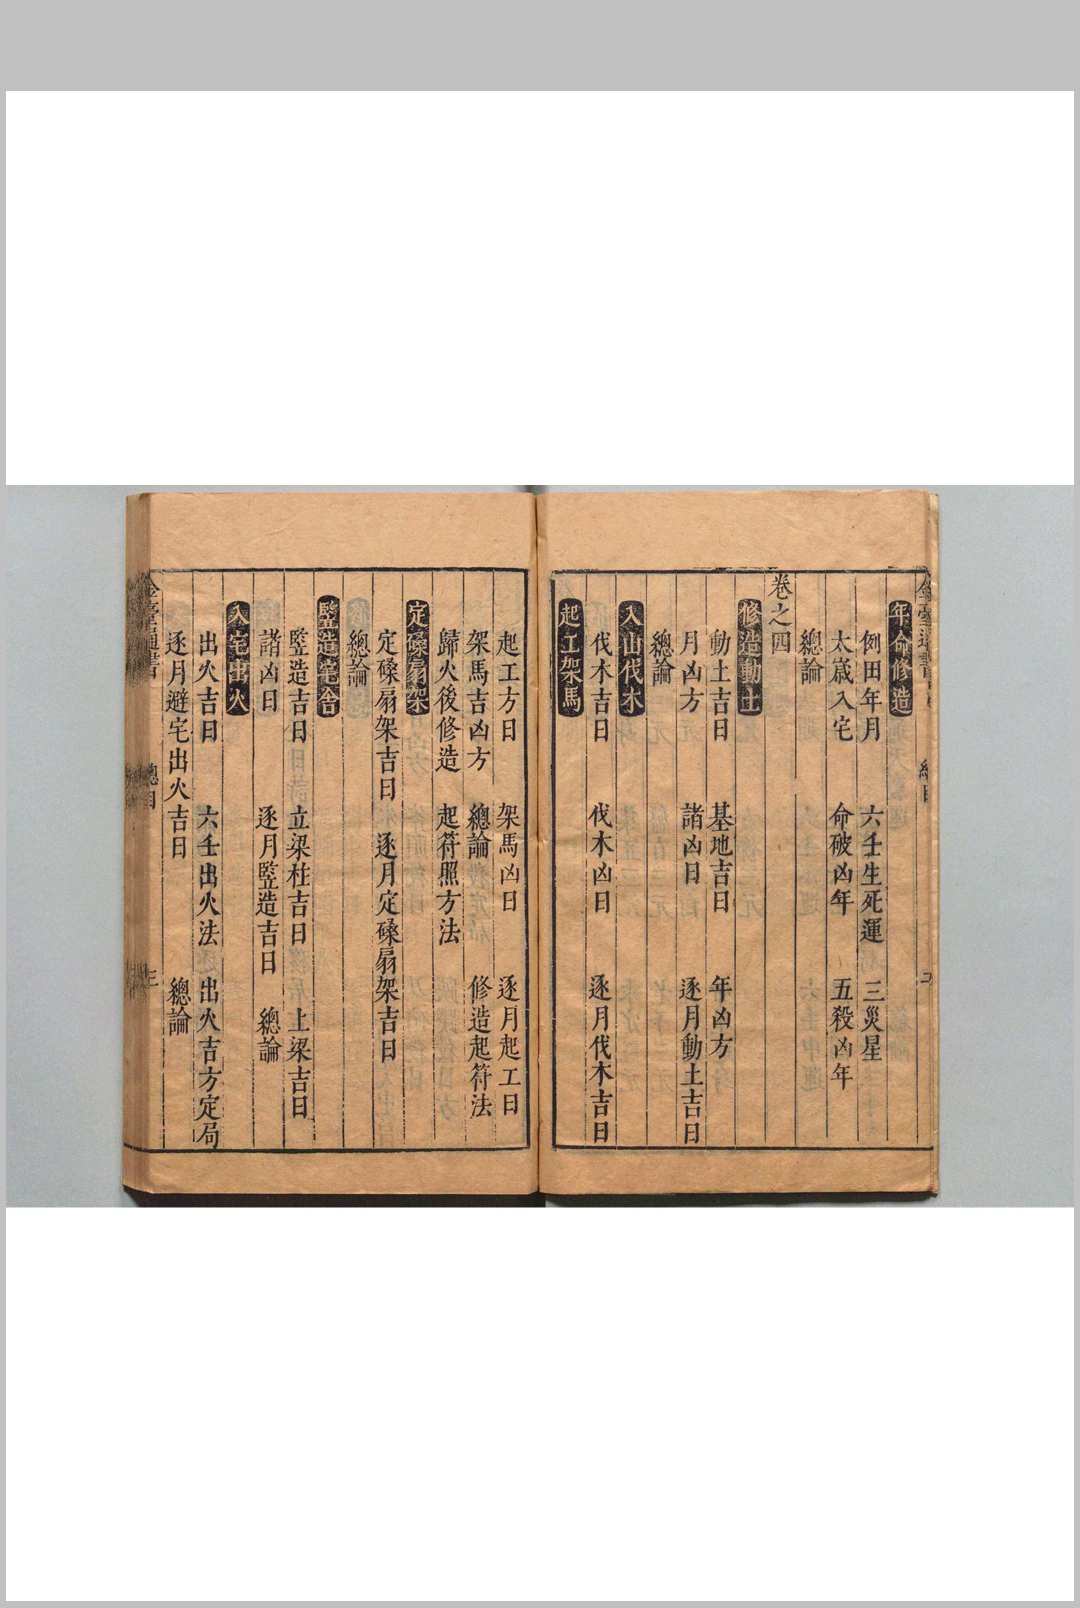 年命修造
例田年月　六壬生死運　三災星
太歲入宅　命破凶年　五殺凶年
總論
卷之四
修造動土
動土吉日　基地吉日　年凶方
月凶方　諸凶日　逐月動土吉日
總論
入山伐木
伐木吉日　伐木凶日　逐月伐木吉日
起工架馬
起工方日　架馬凶日　逐月起工日
架馬吉凶方　總論　修造起符法
歸火後修造　起符照方法
定磉扇架
定磉扇架吉日　逐月定磉扇架吉日
總論
竪造宅舍
竪造吉日　立梁柱吉日　上梁吉日
諸凶日　逐月竪造吉日　總論
入宅出火
出火吉日　六壬出火法　出火吉方定局
逐月避宅出火吉日　總論
總目
三